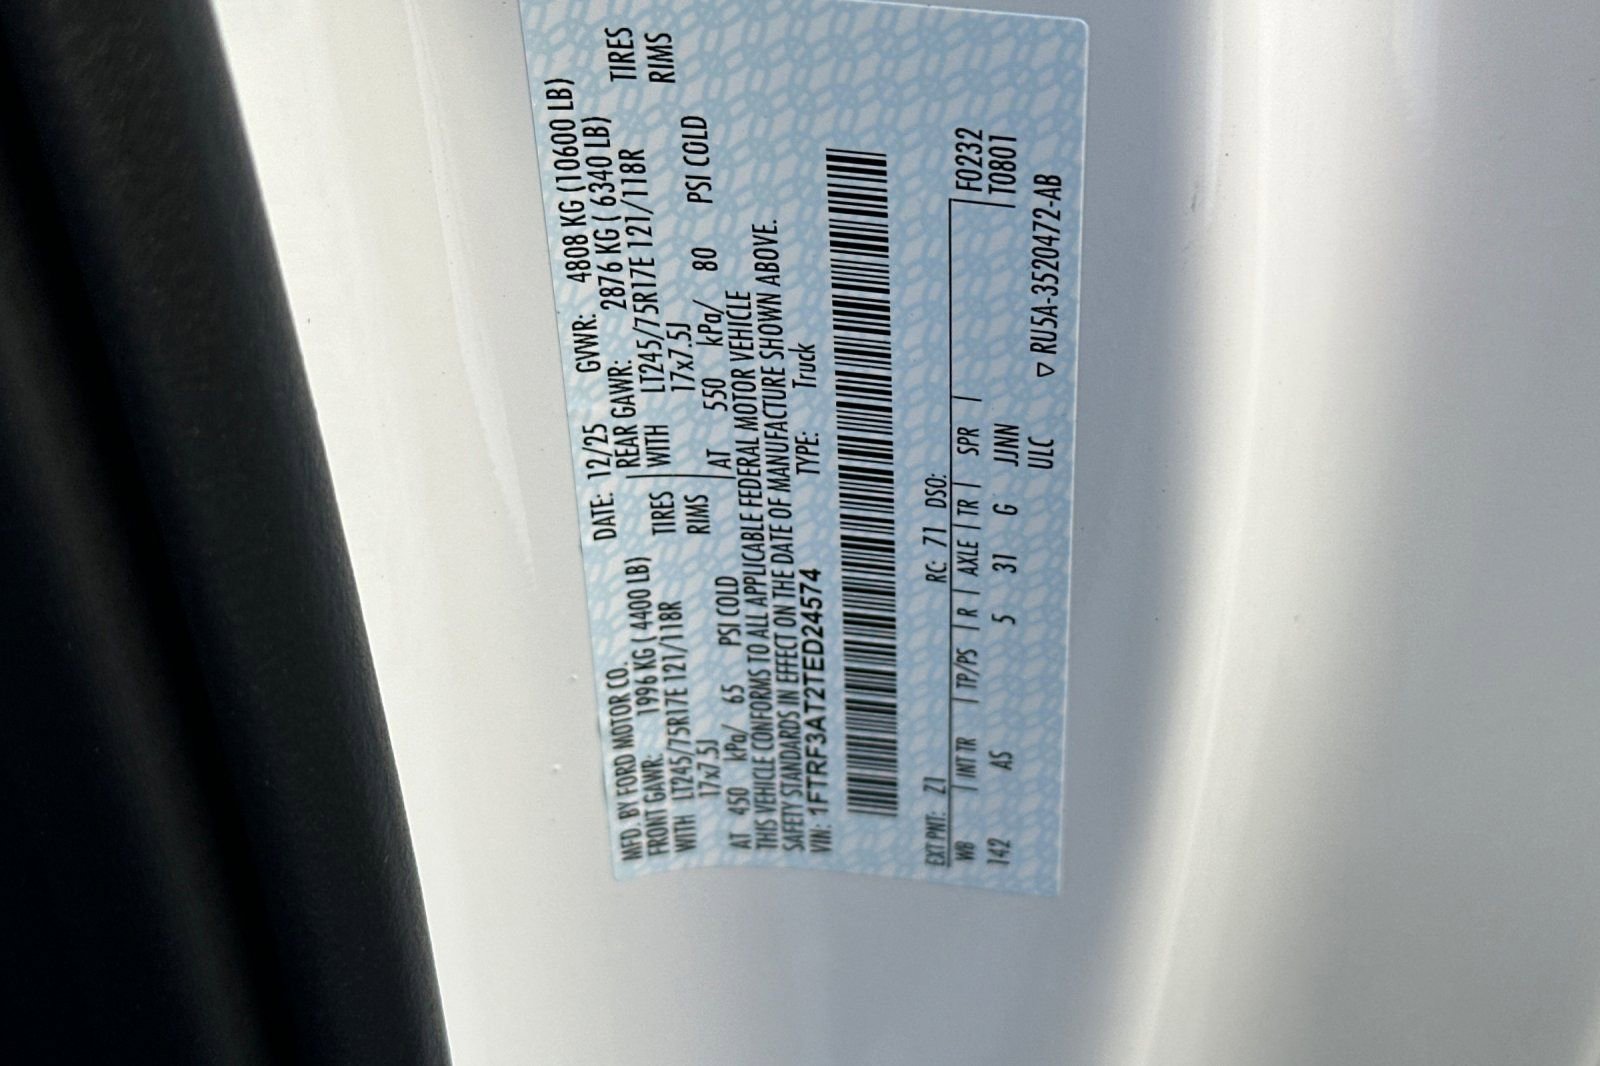 MFD. BY FORD MOTOR CO. DATE: 12/25 GVWR: 4808 KG (10600 LB)
FRONT GAWR: 1996 KG ( 4400 LB) REAR GAWR: 2876 KG ( 6340 LB)
WITH LT245/75R17E 121/118R TIRES WITH LT245/75R17E 121/118R TIRES
17x7.5J RIMS 17x7.5J RIMS
AT 450 kPa/ 65 PSI COLD AT 550 kPa/ 80 PSI COLD
THIS VEHICLE CONFORMS TO ALL APPLICABLE FEDERAL MOTOR VEHICLE
SAFETY STANDARDS IN EFFECT ON THE DATE OF MANUFACTURE SHOWN ABOVE.
VIN: 1FTRF3AT2TED24574 TYPE: Truck
EXT PNT: Z1 RC: 71 DSO: F0232
WB | INT TR | TP/PS | R | AXLE | TR | SPR | T0801
142 AS 5 31 G JJNN
ULC ▽ RU5A-3520472-AB